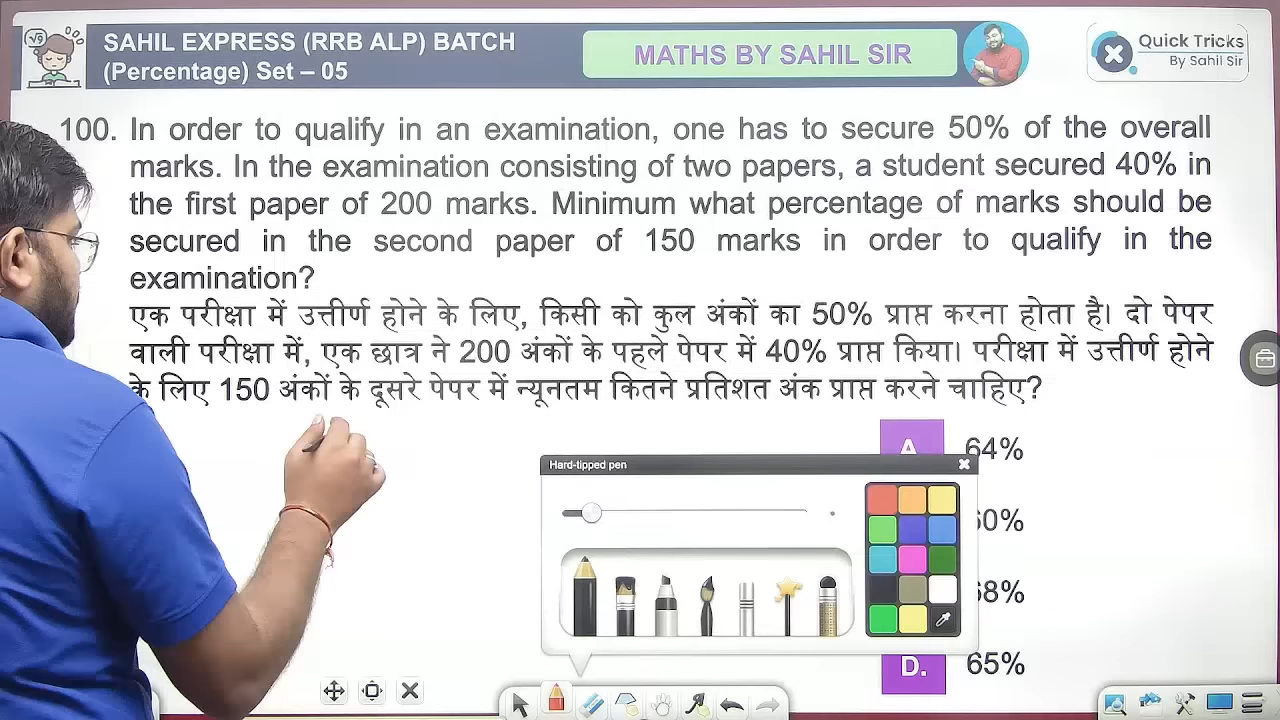 SAHIL EXPRESS (RRB ALP) BATCH
(Percentage) Set – 05
MATHS BY SAHIL SIR
Quick Tricks
By Sahil Sir
100. In order to qualify in an examination, one has to secure 50% of the overall
marks. In the examination consisting of two papers, a student secured 40% in
the first paper of 200 marks. Minimum what percentage of marks should be
secured in the second paper of 150 marks in order to qualify in the
examination?
एक परीक्षा में उत्तीर्ण होने के लिए, किसी को कुल अंकों का 50% प्राप्त करना होता है। दो पेपर
वाली परीक्षा में, एक छात्र ने 200 अंकों के पहले पेपर में 40% प्राप्त किया। परीक्षा में उत्तीर्ण होने
के लिए 150 अंकों के दूसरे पेपर में न्यूनतम कितने प्रतिशत अंक प्राप्त करने चाहिए?
A. 64%
Hard-tipped pen
D. 65%